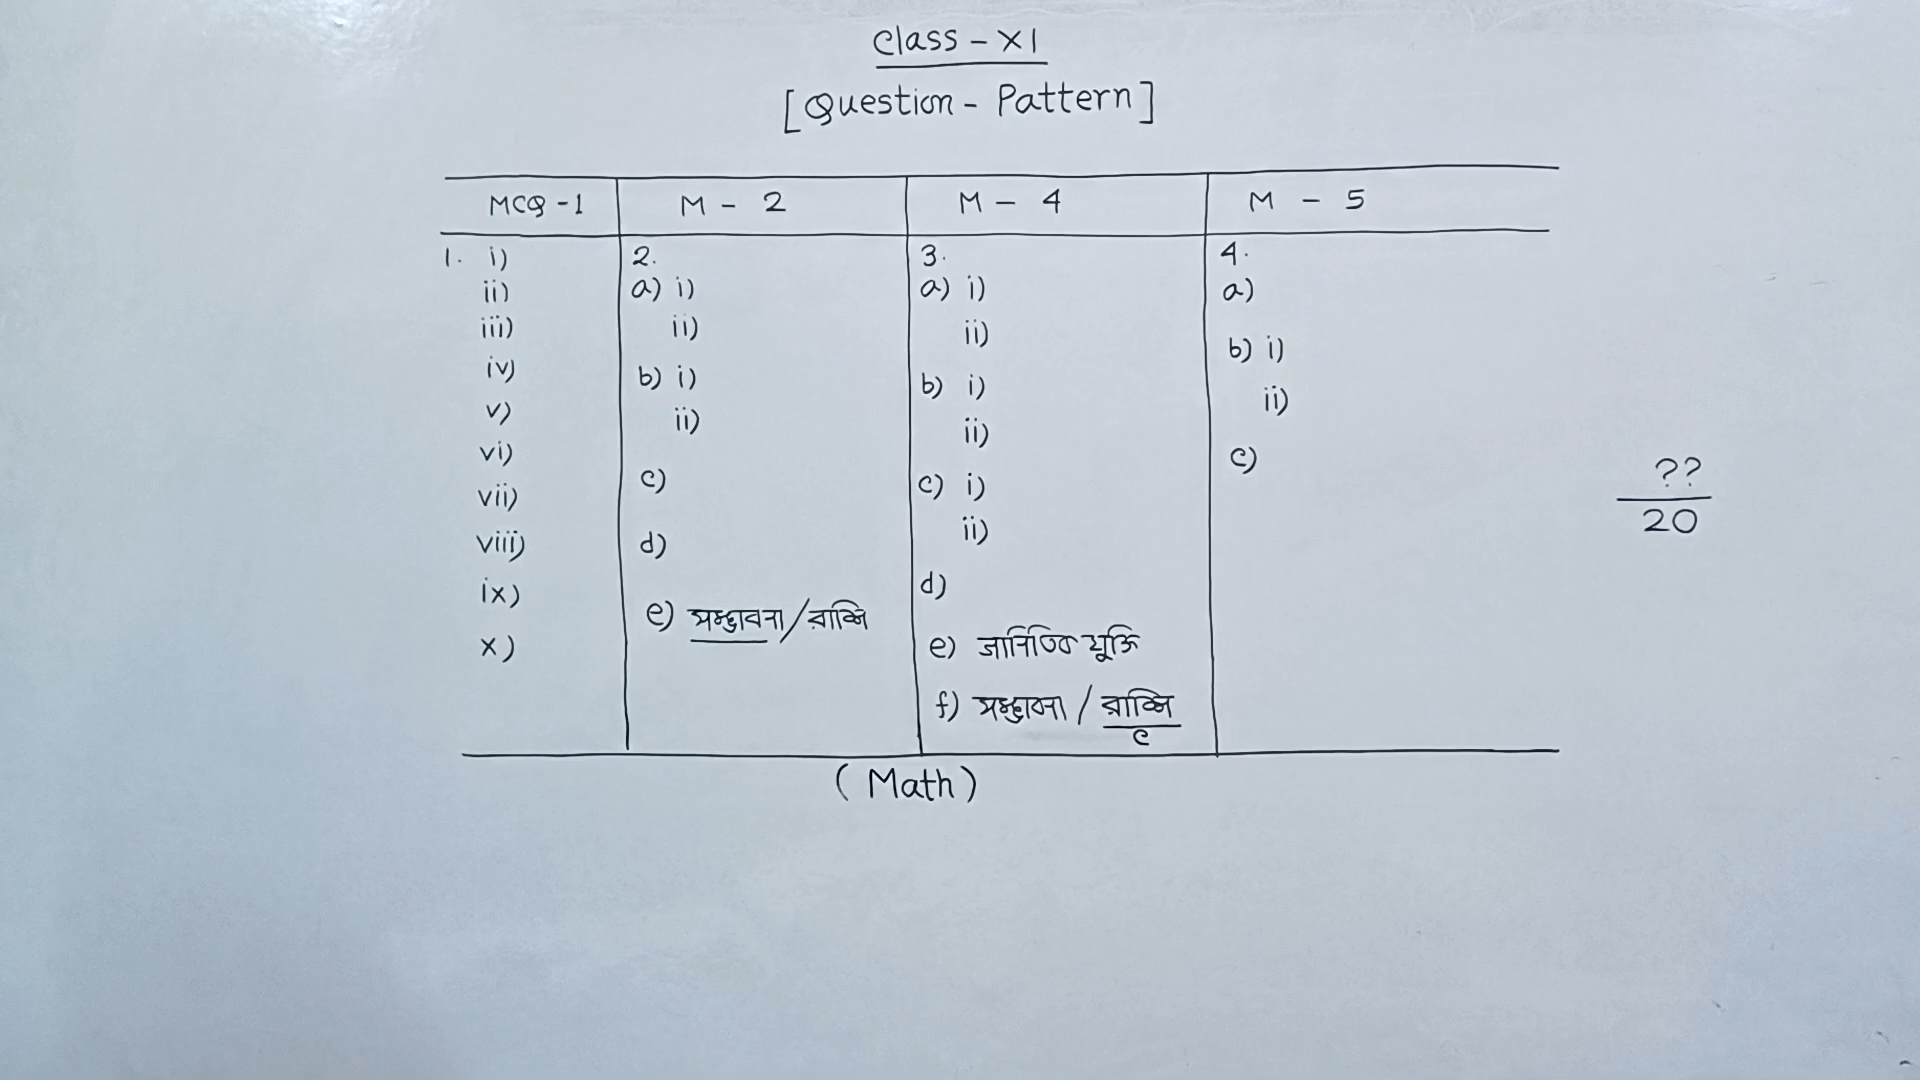 Class - XI
[Question - Pattern]
MCQ - 1
M - 2
M - 4
M - 5
1. i)
ii)
iii)
iv)
v)
vi)
vii)
viii)
ix)
x)
2.
a) i)
ii)
b) i)
ii)
c)
d)
e) সম্ভাবনা / রাশি
3.
a) i)
ii)
b) i)
ii)
c) i)
ii)
d)
e) যুক্তি
f) সম্ভাবনা / রাশি
e
4.
a)
b) i)
ii)
c)
??
20
(Math)